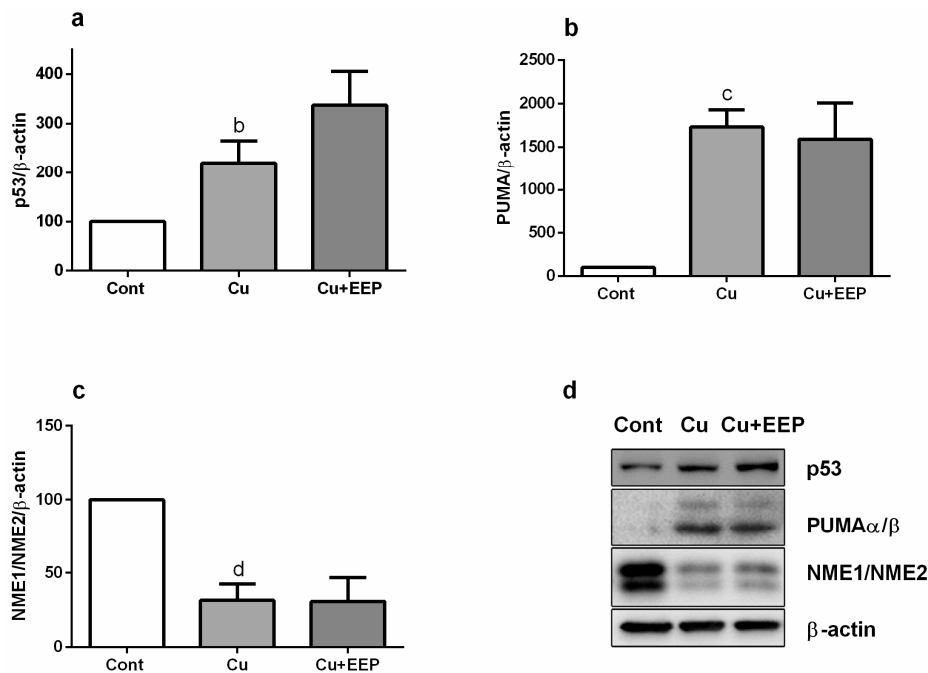 a
p53/β-actin
400
300
200
100
0
Cont Cu Cu+EEP
b
b
PUMA/β-actin
2500
2000
1500
1000
500
0
c
Cont Cu Cu+EEP
c
NME1/NME2/β-actin
150
100
50
0
d
Cont Cu Cu+EEP
d
Cont Cu Cu+EEP
p53
PUMAα/β
NME1/NME2
β-actin